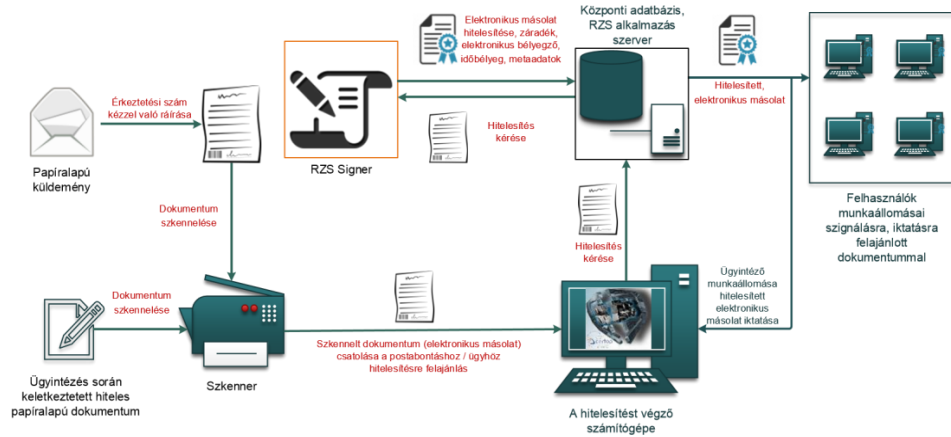 Elektronikus másolat
hitelesítése, záradék,
elektronikus bélyegző,
időbélyeg, metaadatok
Központi adatbázis,
RZS alkalmazás
szerver
Érkeztetési szám
kézzel való ráírása
Hitelesített,
elektronikus másolat
Hitelesítés
kérése
RZS Signer
Papíralapú
küldemény
Felhasználók
munkaállomásai
szignálásra, iktatásra
felajánlott
dokumentummal
Dokumentum
szkennelése
Hitelesítés
kérése
Ügyintéző
munkaállomása
hitelesített
elektronikus
másolat iktatása
Dokumentum
szkennelése
Szkennelt dokumentum (elektronikus másolat)
csatolása a postabontáshoz / ügyhöz
hitelesítésre felajánlás
Szkenner
Ügyintézés során
keletkeztetett hiteles
papíralapú dokumentum
A hitelesítést végző
számítógépe